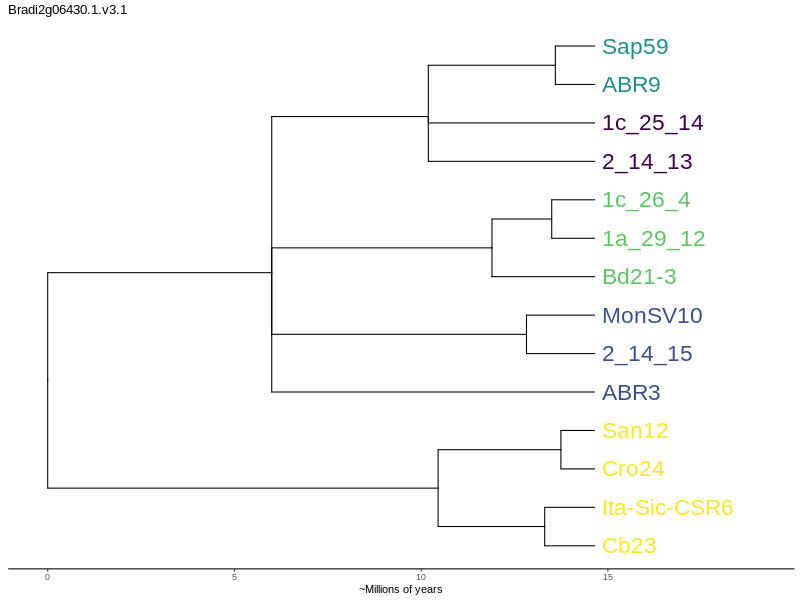 Bradi2g06430.1.v3.1
Sap59
ABR9
1c_25_14
2_14_13
1c_26_4
1a_29_12
Bd21-3
MonSV10
2_14_15
ABR3
San12
Cro24
Ita-Sic-CSR6
Cb23
0 5 10 15
~Millions of years